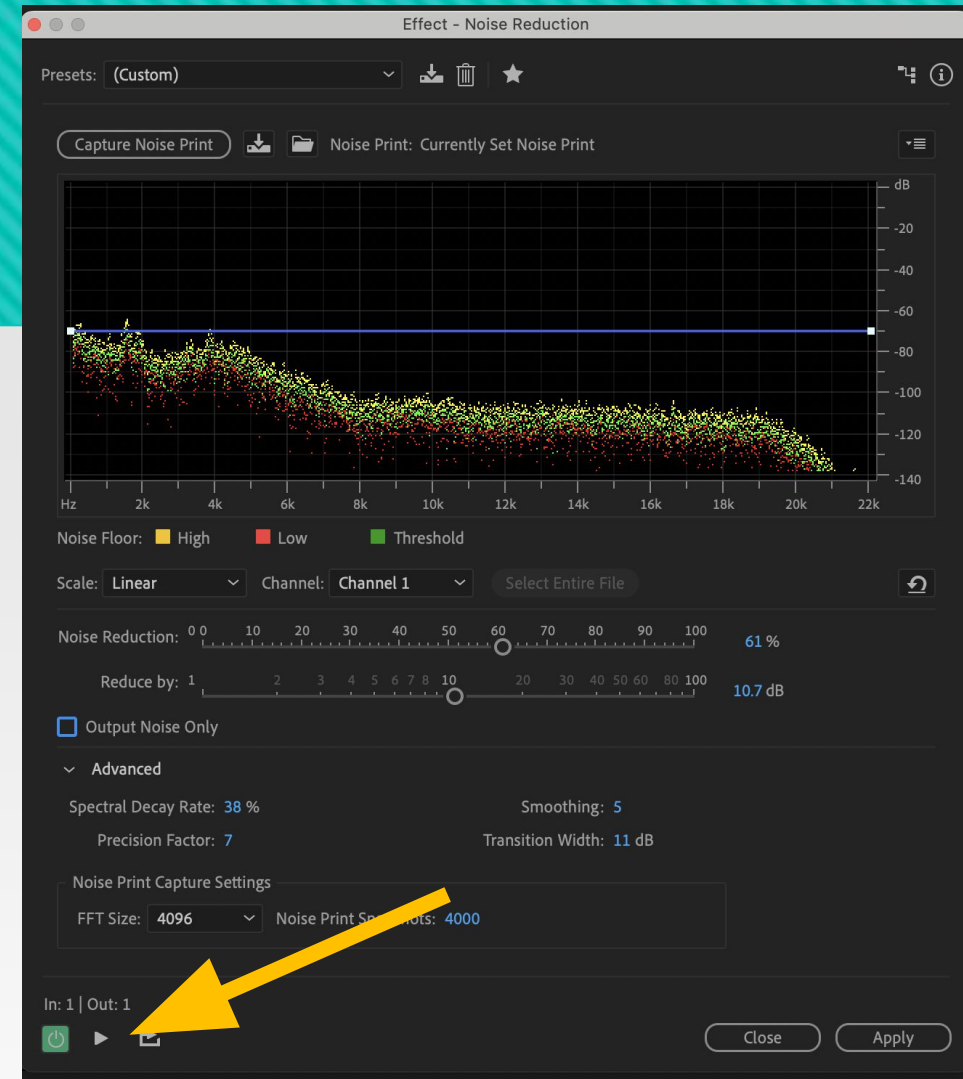 Effect - Noise Reduction
Presets: (Custom)
Capture Noise Print Noise Print: Currently Set Noise Print
dB
-20
-40
-60
-80
-100
-120
-140
Hz 2k 4k 6k 8k 10k 12k 14k 16k 18k 20k 22k
Noise Floor: High Low Threshold
Scale: Linear Channel: Channel 1 Select Entire File
Noise Reduction: 0 0 10 20 30 40 50 60 70 80 90 100 61 %
Reduce by: 1 2 3 4 5 6 7 8 10 20 30 40 50 60 80 100 10.7 dB
Output Noise Only
Advanced
Spectral Decay Rate: 38 % Smoothing: 5
Precision Factor: 7 Transition Width: 11 dB
Noise Print Capture Settings
FFT Size: 4096 Noise Print : 4000
In: 1 | Out: 1
Close Apply